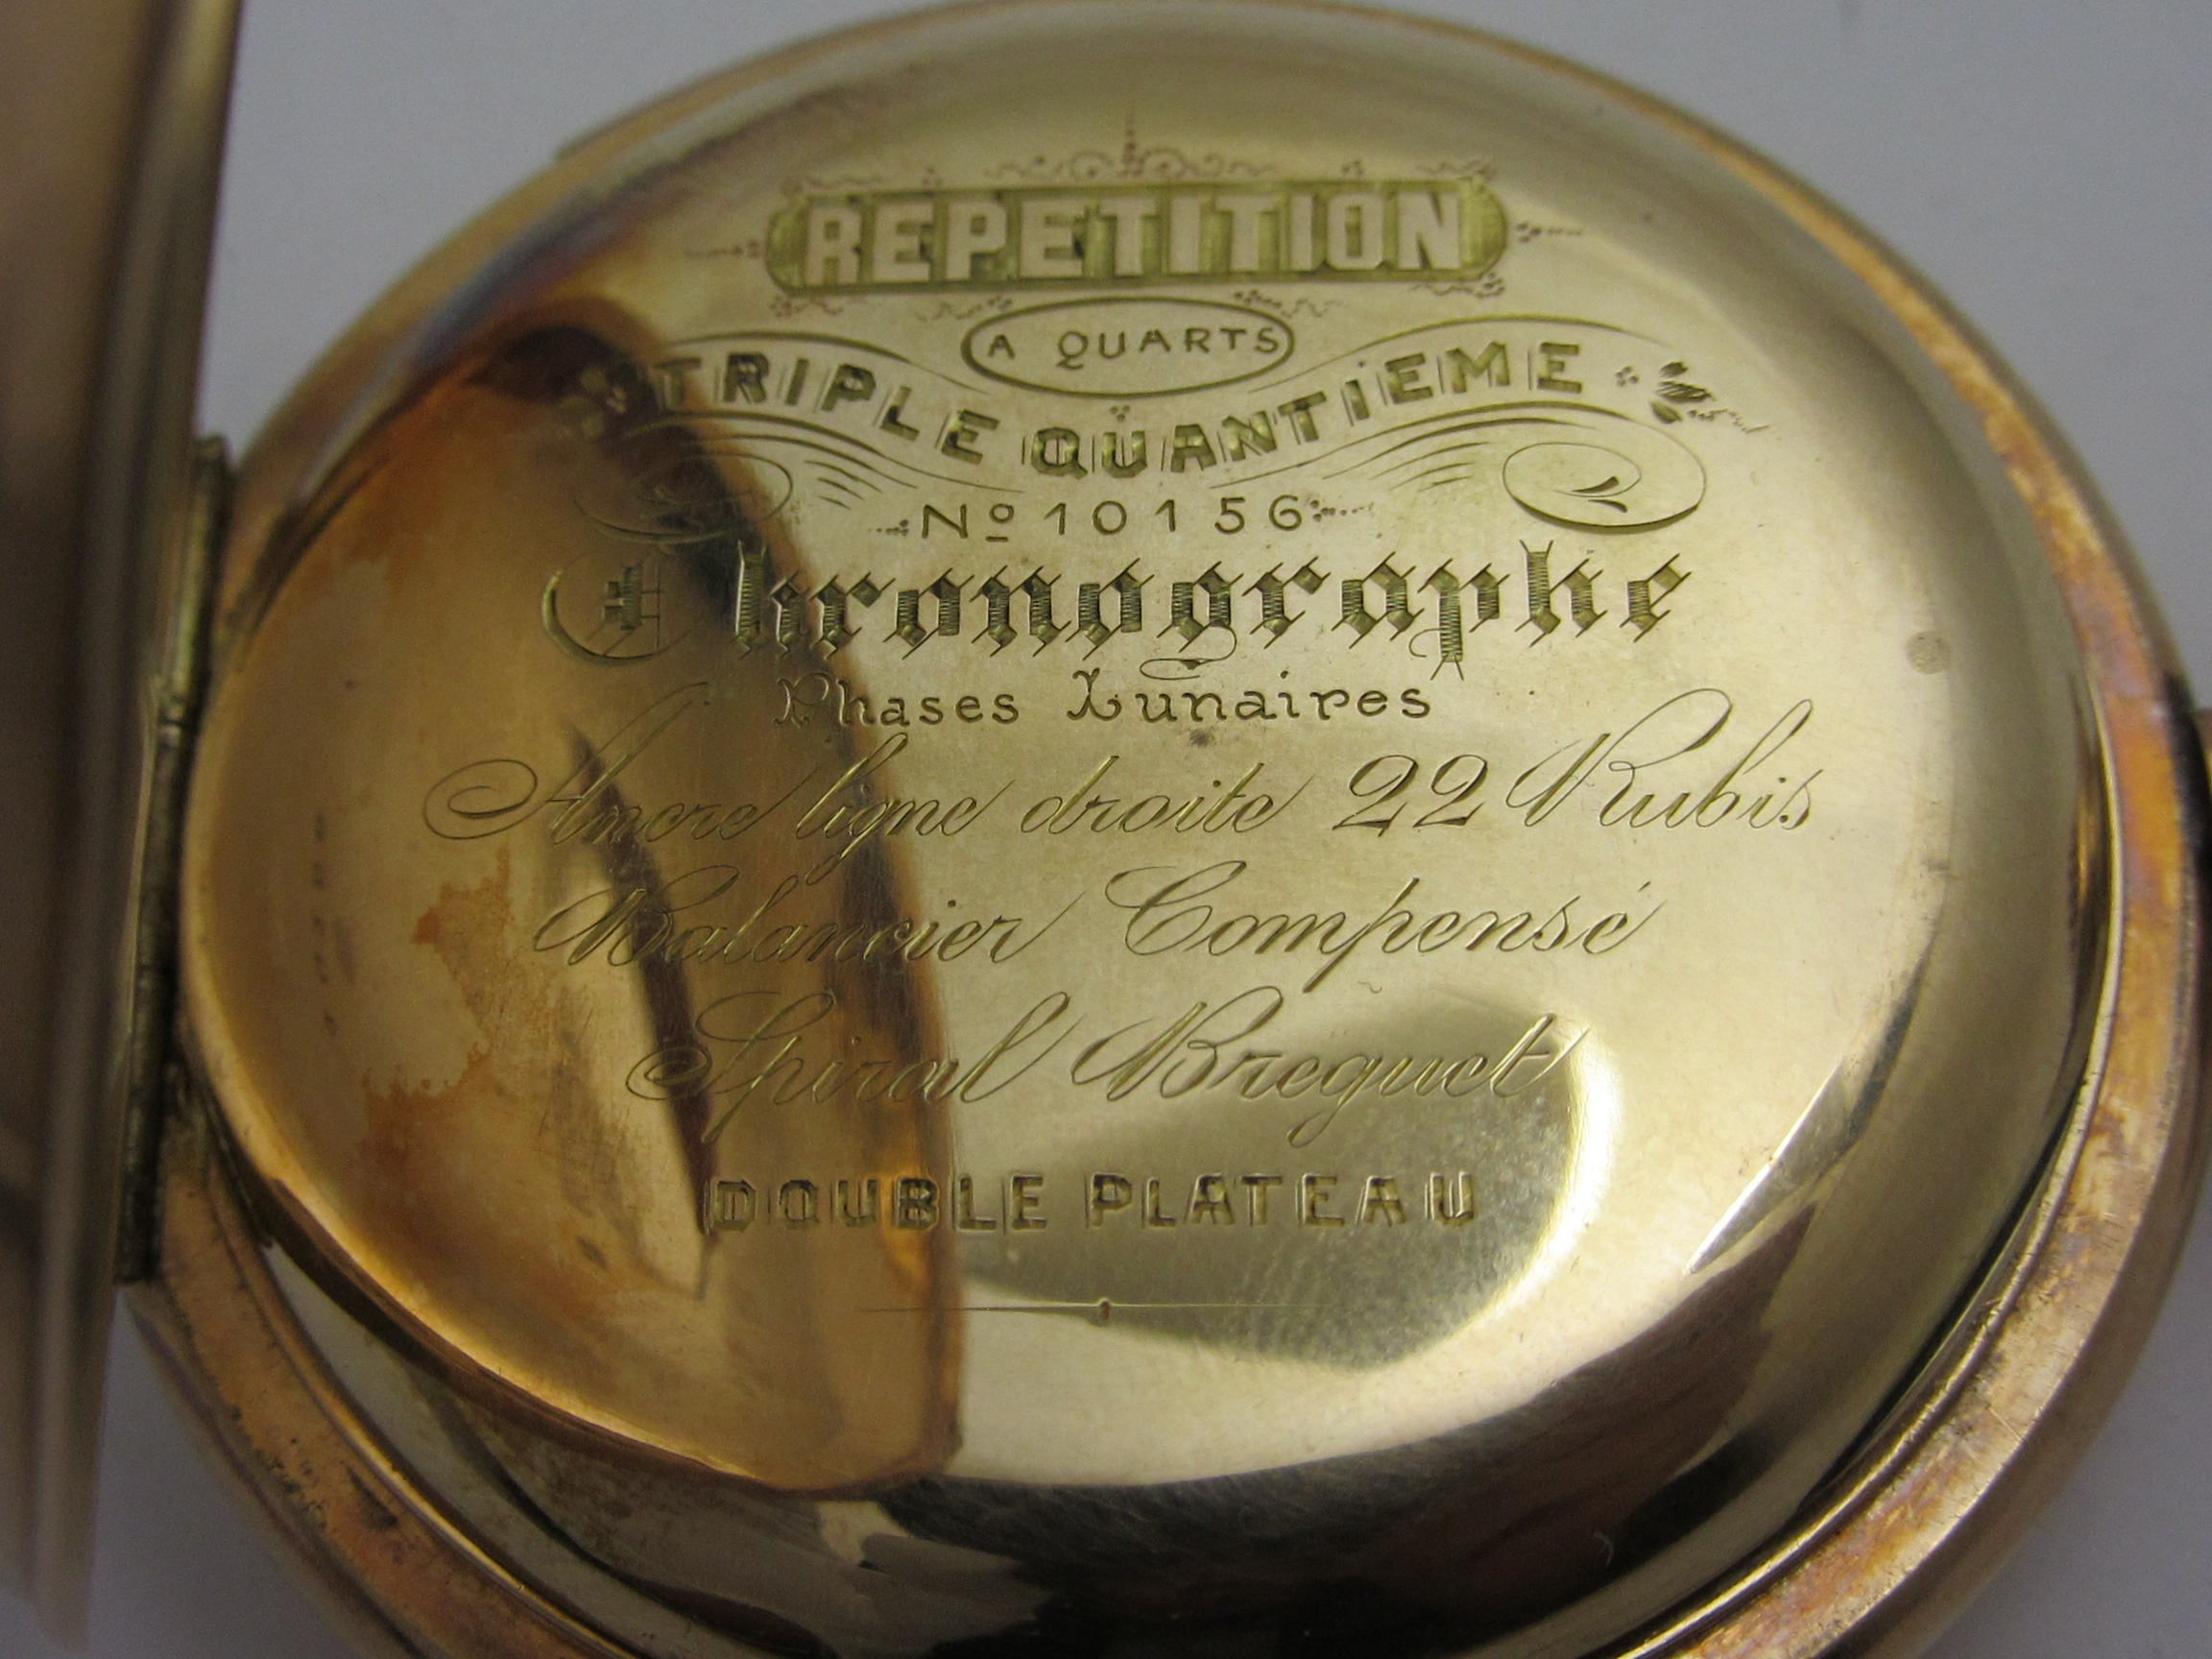 REPETITION
A QUARTS
TRIPLE QUANTIEME
No 10156
Chronographe
Phases Lunaires
Ancre ligne droite 22 Rubis
Balancier Compensé
Spiral Breguet
DOUBLE PLATEAU